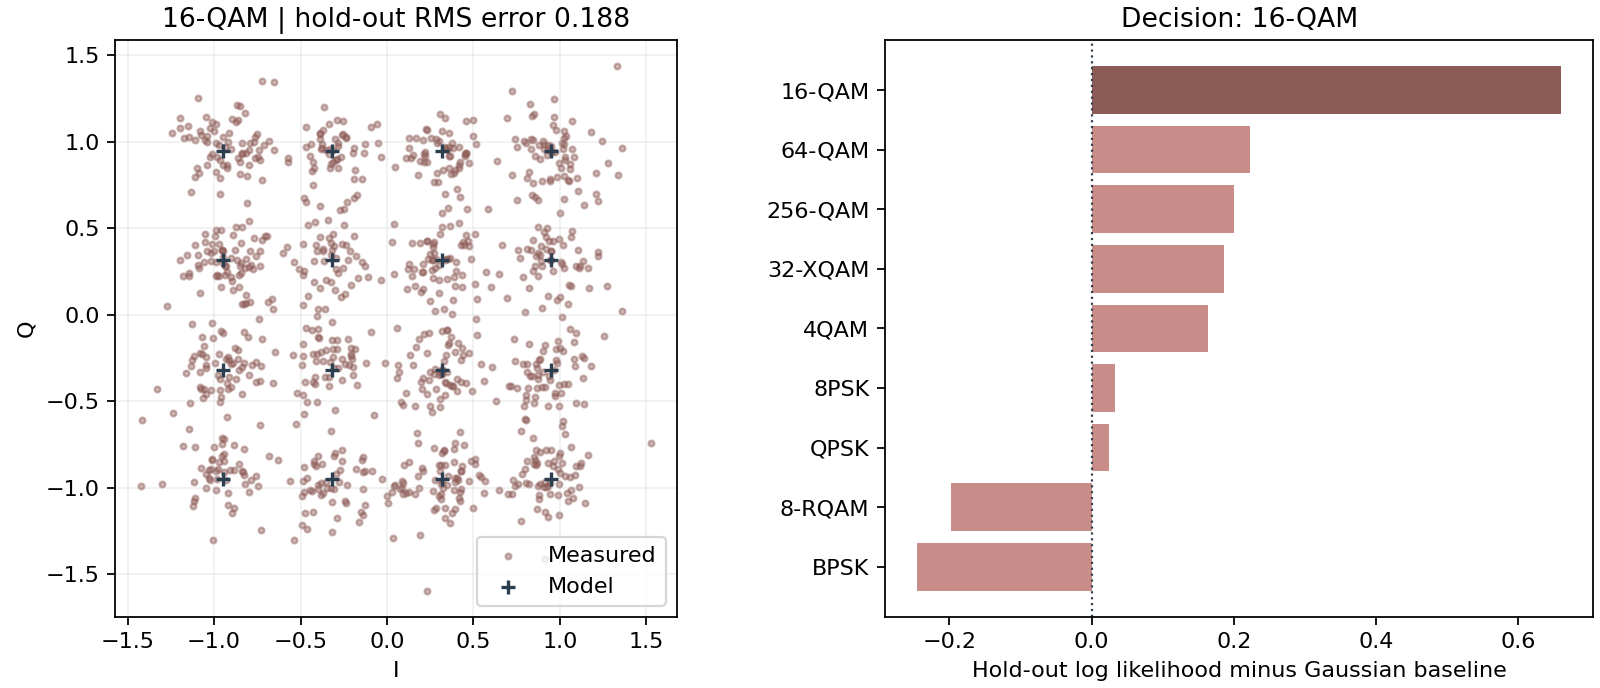 16-QAM | hold-out RMS error 0.188
1.5
1.0
0.5
0.0
−0.5
−1.0
−1.5
Q
Measured
Model
−1.5 −1.0 −0.5 0.0 0.5 1.0 1.5
I
Decision: 16-QAM
16-QAM
64-QAM
256-QAM
32-XQAM
4QAM
8PSK
QPSK
8-RQAM
BPSK
−0.2 0.0 0.2 0.4 0.6
Hold-out log likelihood minus Gaussian baseline